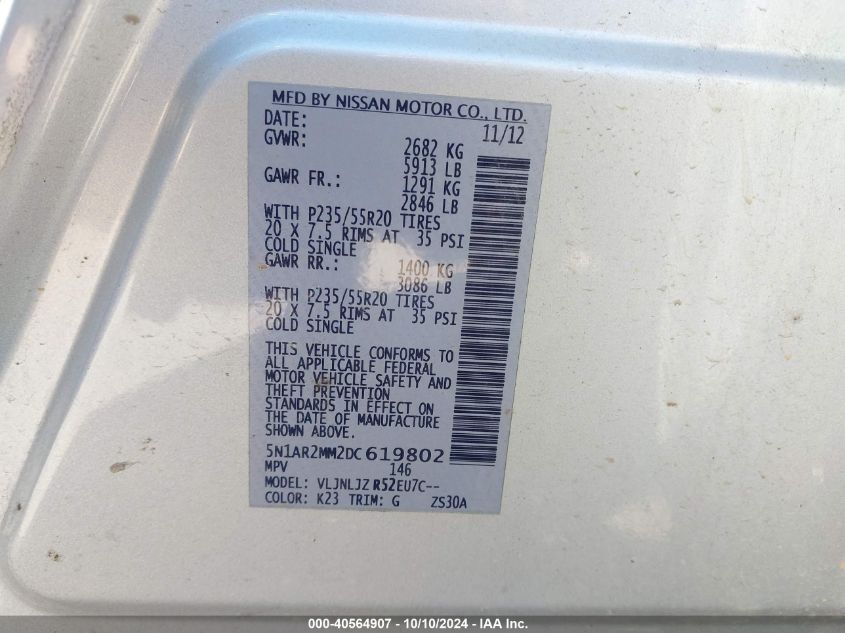 MFD BY NISSAN MOTOR CO., LTD.
DATE: 11/12
GVWR: 2682 KG
5913 LB
GAWR FR.: 1291 KG
2846 LB
WITH P235/55R20 TIRES
20 X 7.5 RIMS AT 35 PSI
COLD SINGLE
GAWR RR.: 1400 KG
3086 LB
WITH P235/55R20 TIRES
20 X 7.5 RIMS AT 35 PSI
COLD SINGLE
THIS VEHICLE CONFORMS TO
ALL APPLICABLE FEDERAL
MOTOR VEHICLE SAFETY AND
THEFT PREVENTION
STANDARDS IN EFFECT ON
THE DATE OF MANUFACTURE
SHOWN ABOVE.
5N1AR2MM2DC619802
MPV 146
MODEL: VLJNLJZ R52EU7C--
COLOR: K23 TRIM: G ZS30A
000-40564907 - 10/10/2024 - IAA Inc.